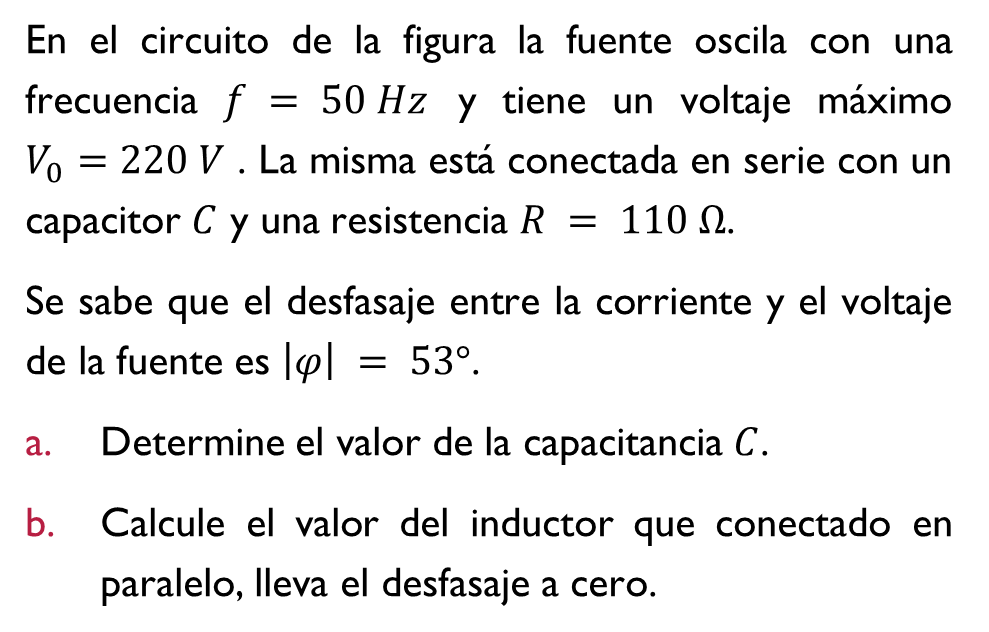 En el circuito de la figura la fuente oscila con una
frecuencia f = 50 Hz y tiene un voltaje máximo
V₀ = 220 V . La misma está conectada en serie con un
capacitor C y una resistencia R = 110 Ω.
Se sabe que el desfasaje entre la corriente y el voltaje
de la fuente es |φ| = 53°.
a. Determine el valor de la capacitancia C.
b. Calcule el valor del inductor que conectado en
paralelo, lleva el desfasaje a cero.